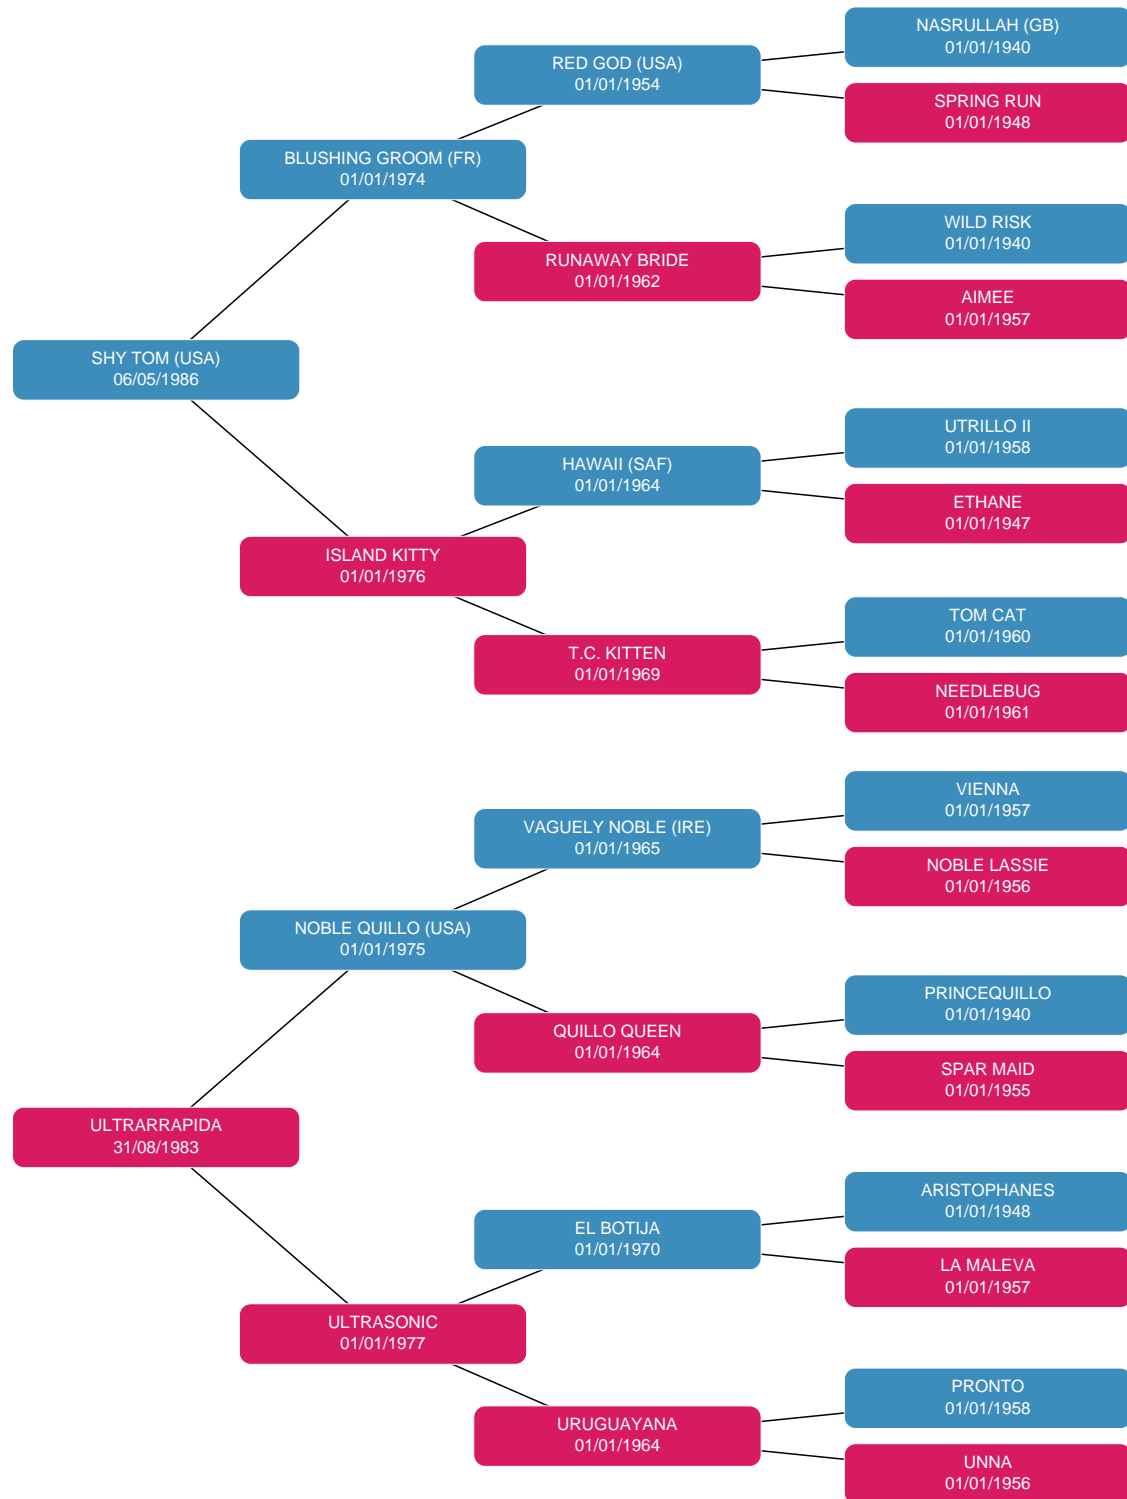 NASRULLAH (GB)
01/01/1940
RED GOD (USA)
01/01/1954
SPRING RUN
01/01/1948
BLUSHING GROOM (FR)
01/01/1974
WILD RISK
01/01/1940
RUNAWAY BRIDE
01/01/1962
AIMEE
01/01/1957
SHY TOM (USA)
06/05/1986
UTRILLO II
01/01/1958
HAWAII (SAF)
01/01/1964
ETHANE
01/01/1947
ISLAND KITTY
01/01/1976
TOM CAT
01/01/1960
T.C. KITTEN
01/01/1969
NEEDLEBUG
01/01/1961
VIENNA
01/01/1957
VAGUELY NOBLE (IRE)
01/01/1965
NOBLE LASSIE
01/01/1956
NOBLE QUILLO (USA)
01/01/1975
PRINCEQUILLO
01/01/1940
QUILLO QUEEN
01/01/1964
SPAR MAID
01/01/1955
ULTRARRAPIDA
31/08/1983
ARISTOPHANES
01/01/1948
EL BOTIJA
01/01/1970
LA MALEVA
01/01/1957
ULTRASONIC
01/01/1977
PRONTO
01/01/1958
URUGUAYANA
01/01/1964
UNNA
01/01/1956